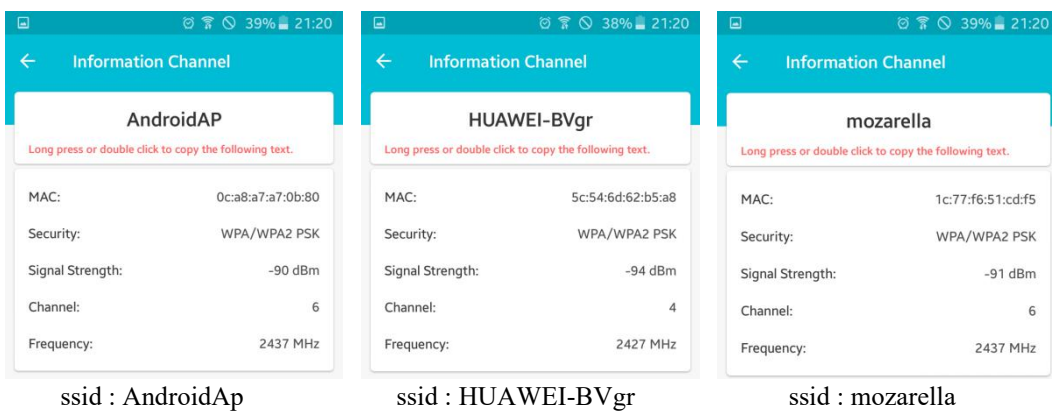 39% 21:20
Information Channel
AndroidAP
Long press or double click to copy the following text.
MAC: 0c:a8:a7:a7:0b:80
Security: WPA/WPA2 PSK
Signal Strength: -90 dBm
Channel: 6
Frequency: 2437 MHz
ssid : AndroidAp
38% 21:20
Information Channel
HUAWEI-BVgr
Long press or double click to copy the following text.
MAC: 5c:54:6d:62:b5:a8
Security: WPA/WPA2 PSK
Signal Strength: -94 dBm
Channel: 4
Frequency: 2427 MHz
ssid : HUAWEI-BVgr
39% 21:20
Information Channel
mozarella
Long press or double click to copy the following text.
MAC: 1c:77:f6:51:cd:f5
Security: WPA/WPA2 PSK
Signal Strength: -91 dBm
Channel: 6
Frequency: 2437 MHz
ssid : mozarella